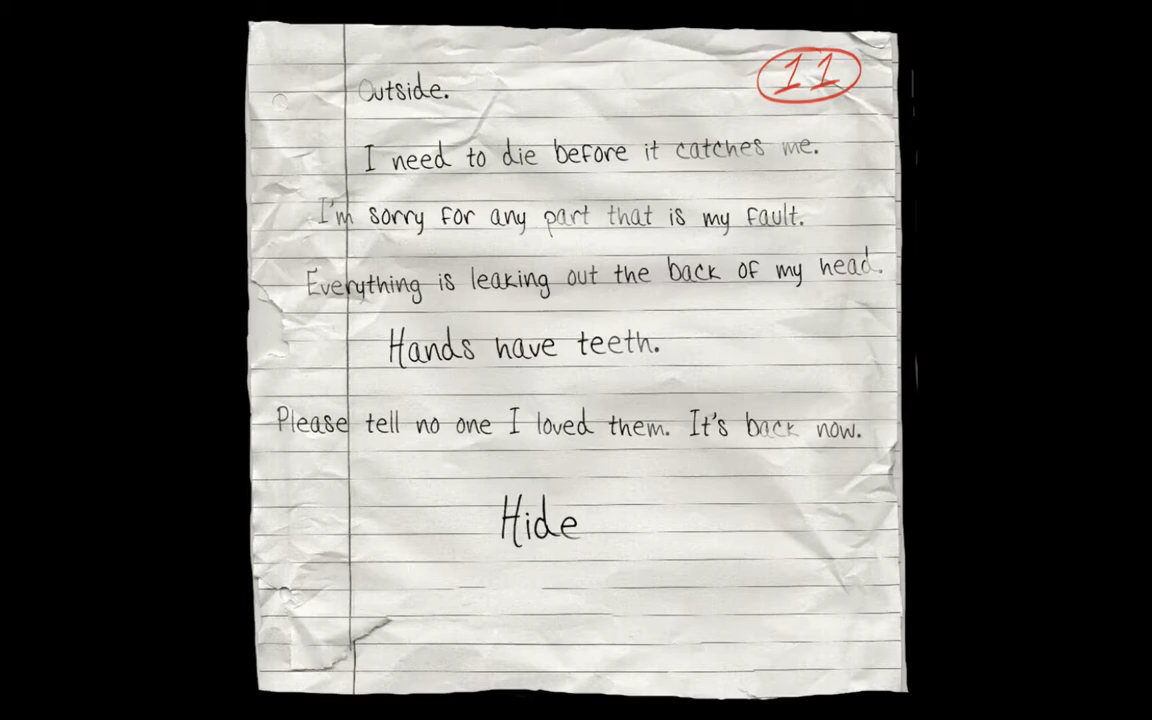 11
Outside.
I need to die before it catches me.
I'm sorry for any part that is my fault.
Everything is leaking out the back of my head.
Hands have teeth.
Please tell no one I loved them. It's back now.
Hide